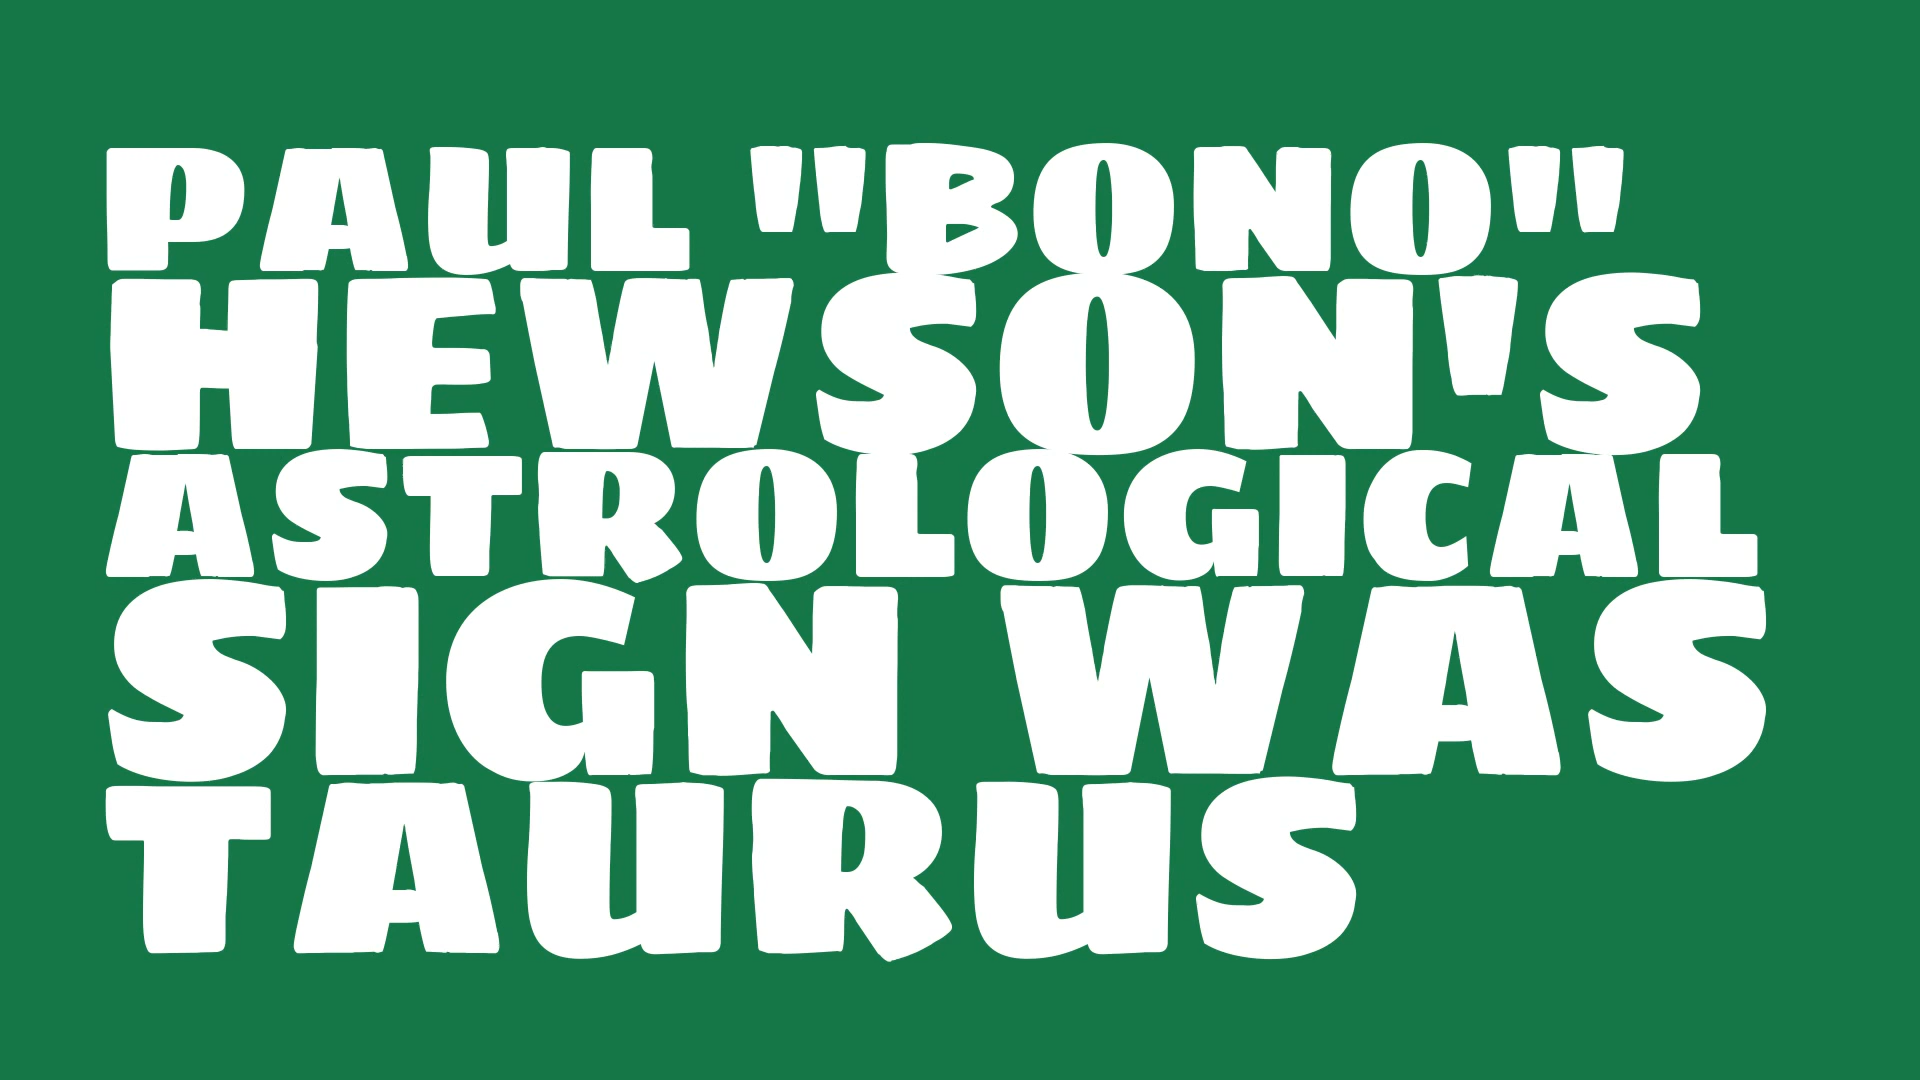 PAUL "BONO"
HEWSON'S
ASTROLOGICAL
SIGN WAS
TAURUS